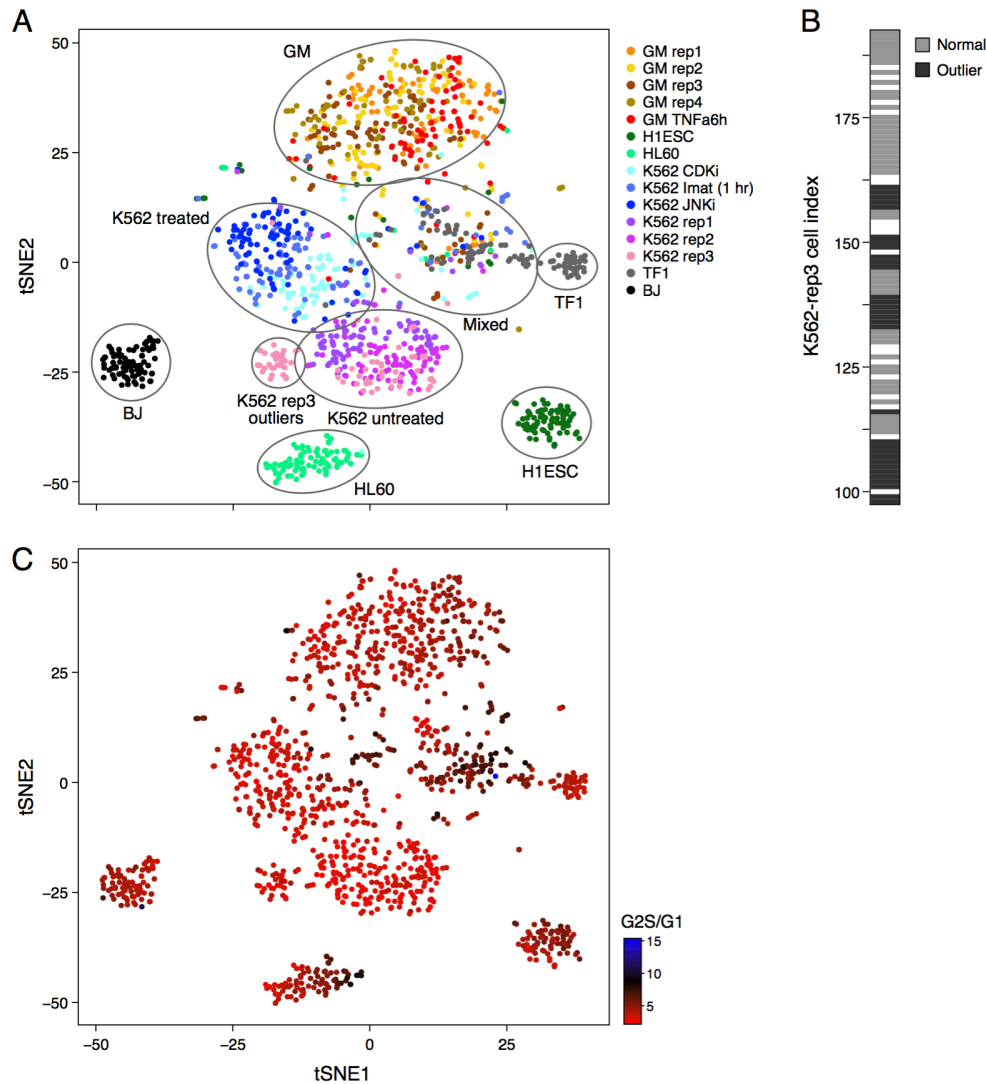 A
50
25
0
−25
−50
tSNE2
GM
K562 treated
Mixed
TF1
BJ
K562 rep3
outliers
K562 untreated
HL60
H1ESC
GM rep1
GM rep2
GM rep3
GM rep4
GM TNFa6h
H1ESC
HL60
K562 CDKi
K562 Imat (1 hr)
K562 JNKi
K562 rep1
K562 rep2
K562 rep3
TF1
BJ
B
K562-rep3 cell index
175
150
125
100
Normal
Outlier
C
50
25
0
−25
−50
tSNE2
−50
−25
0
25
tSNE1
G2S/G1
15
10
5